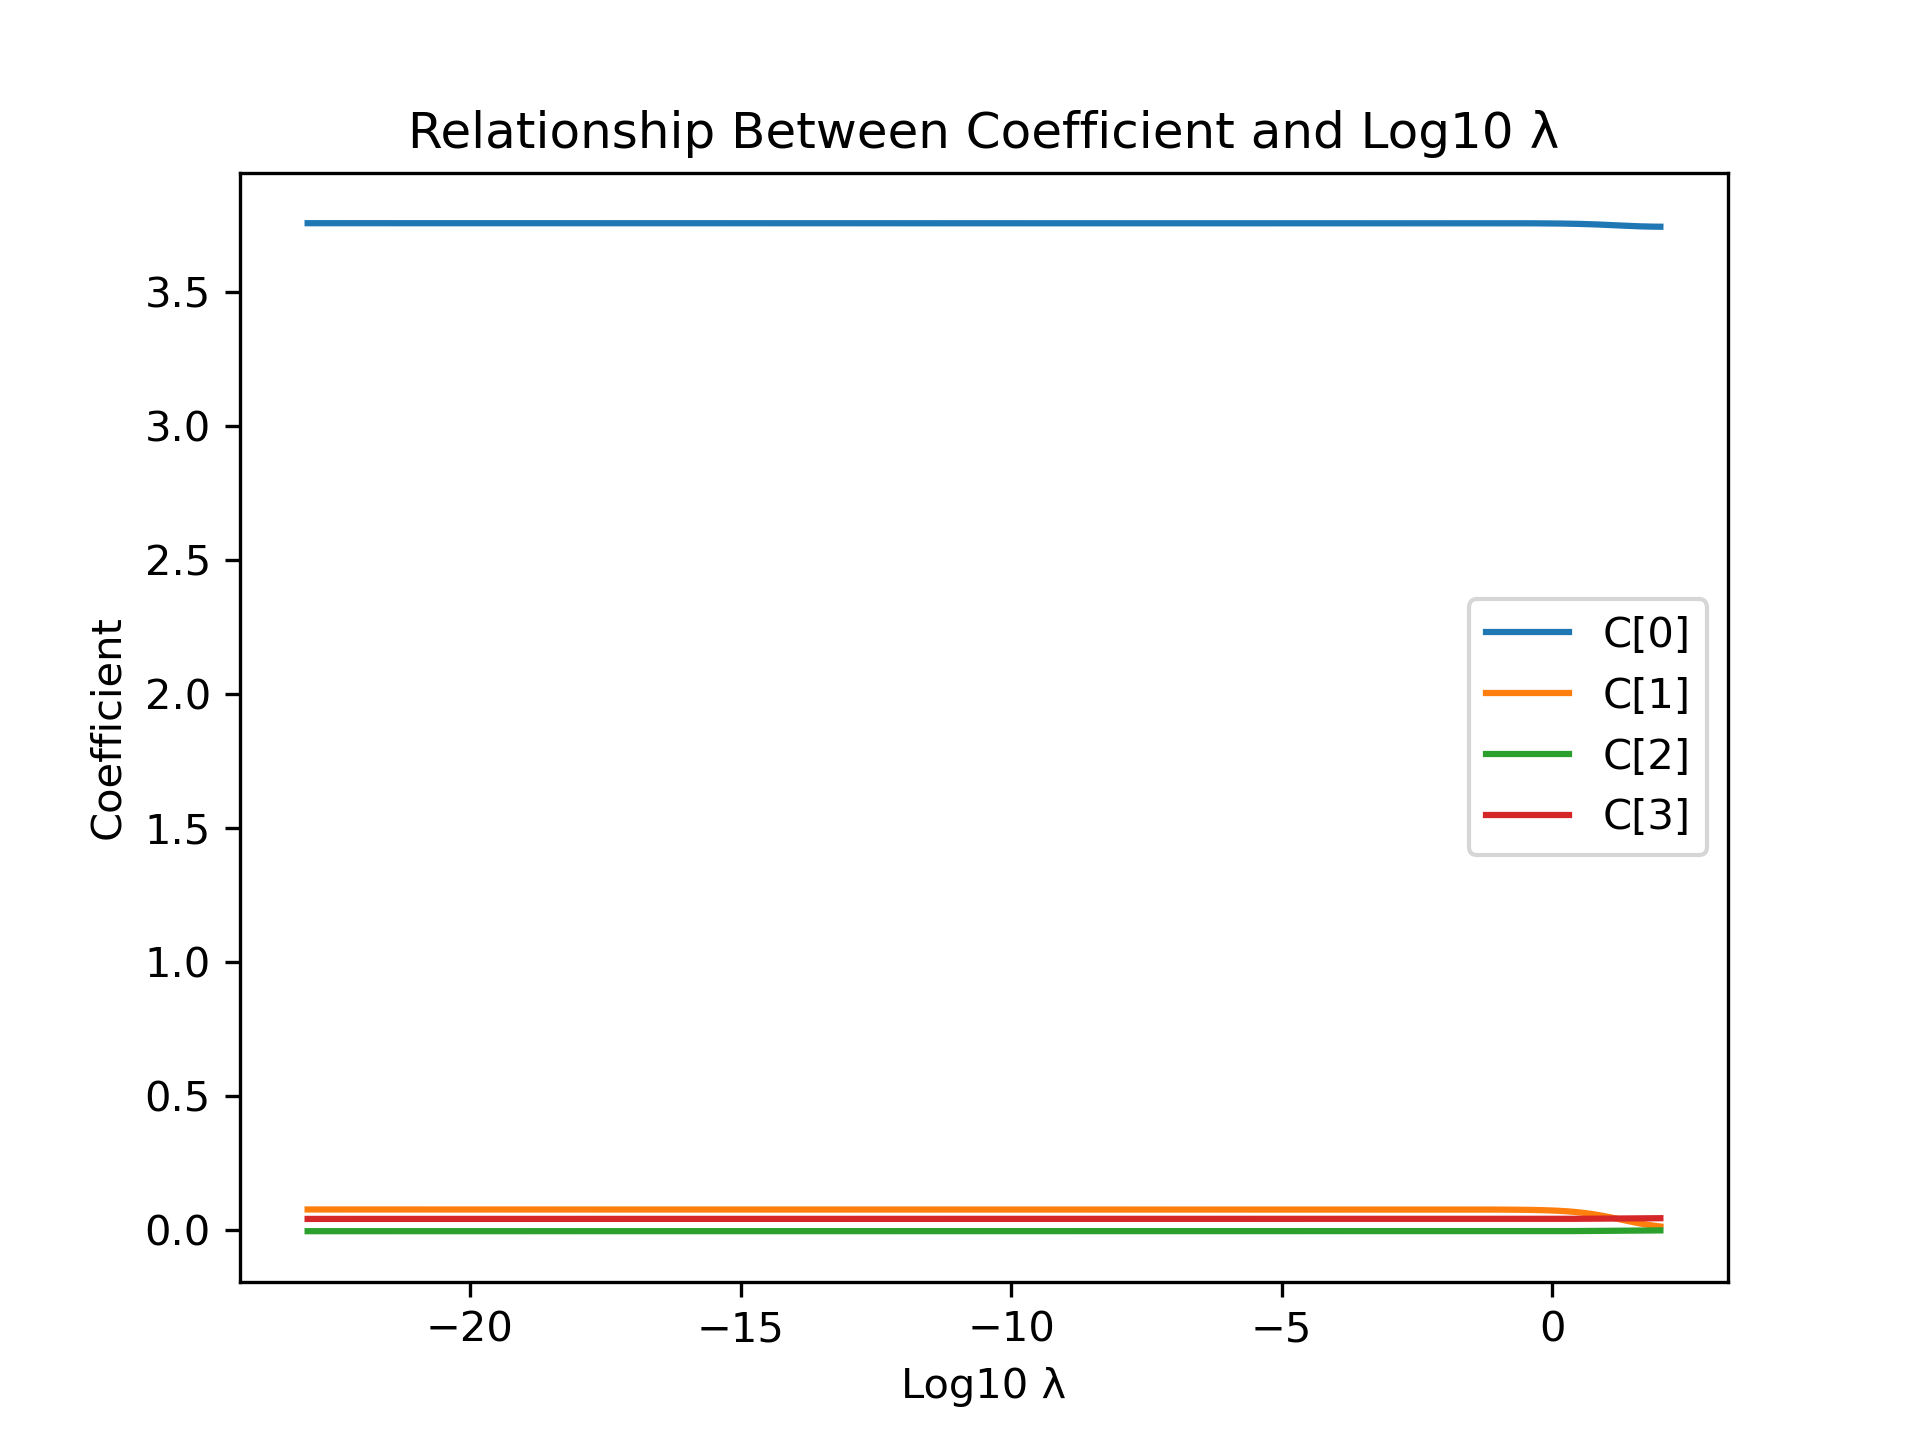 Relationship Between Coefficient and Log10 λ
Coefficient
3.5
3.0
2.5
2.0
1.5
1.0
0.5
0.0
C[0]
C[1]
C[2]
C[3]
−20
−15
−10
−5
0
Log10 λ